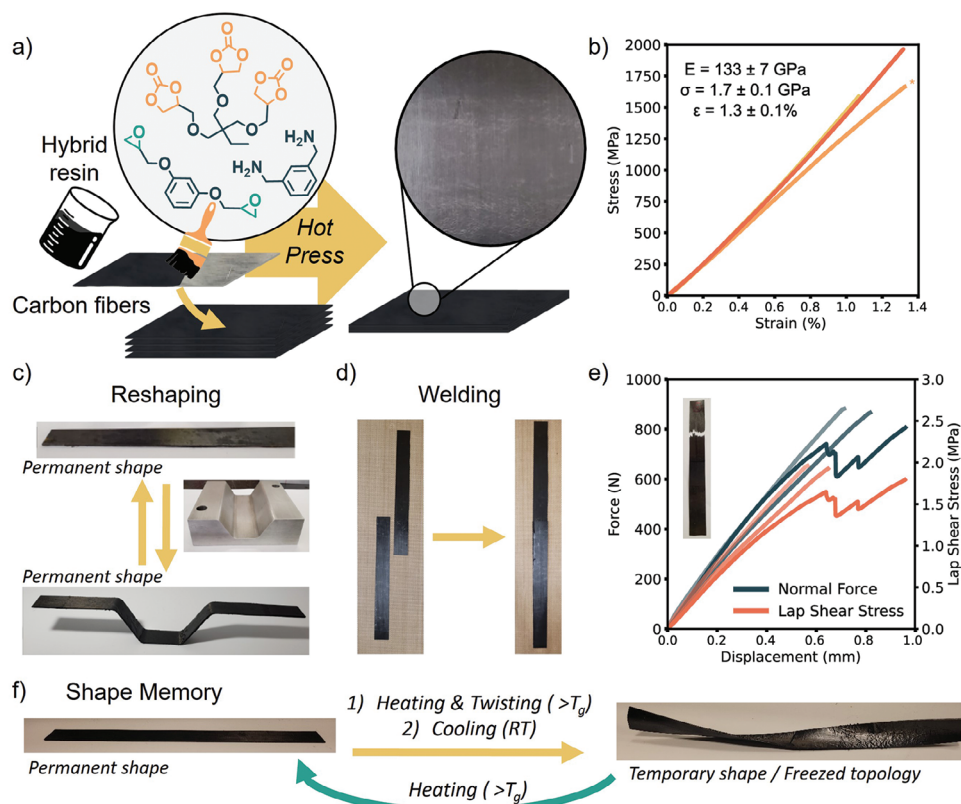 a)
O
O
O
O
O
O
O
O
O
O
O
O
H₂N
H₂N
O
O
O
O
Hybrid
resin
Carbon fibers
Hot
Press
b)
E = 133 ± 7 GPa
σ = 1.7 ± 0.1 GPa
ε = 1.3 ± 0.1%
*
Stress (MPa)
2000
1750
1500
1250
1000
750
500
250
0
0.0 0.2 0.4 0.6 0.8 1.0 1.2 1.4
Strain (%)
c)
Reshaping
Permanent shape
Permanent shape
d)
Welding
e)
Force (N)
1000
800
600
400
200
0
3.0
2.5
2.0
1.5
1.0
0.5
0.0
Lap Shear Stress (MPa)
Normal Force
Lap Shear Stress
0.0 0.2 0.4 0.6 0.8 1.0
Displacement (mm)
f)
Shape Memory
Permanent shape
1) Heating & Twisting (>Tg)
2) Cooling (RT)
Heating (>Tg)
Temporary shape / Freezed topology